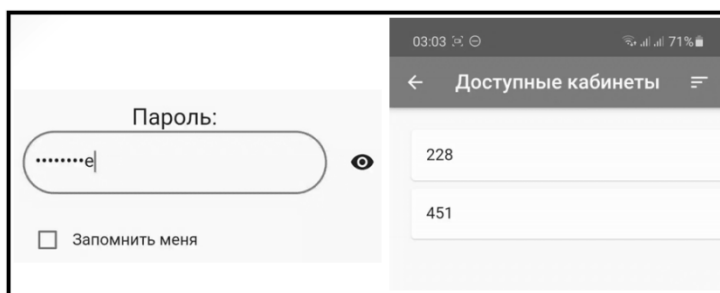 Пароль:
••••••••e
Запомнить меня
03:03 71%
Доступные кабинеты
228
451